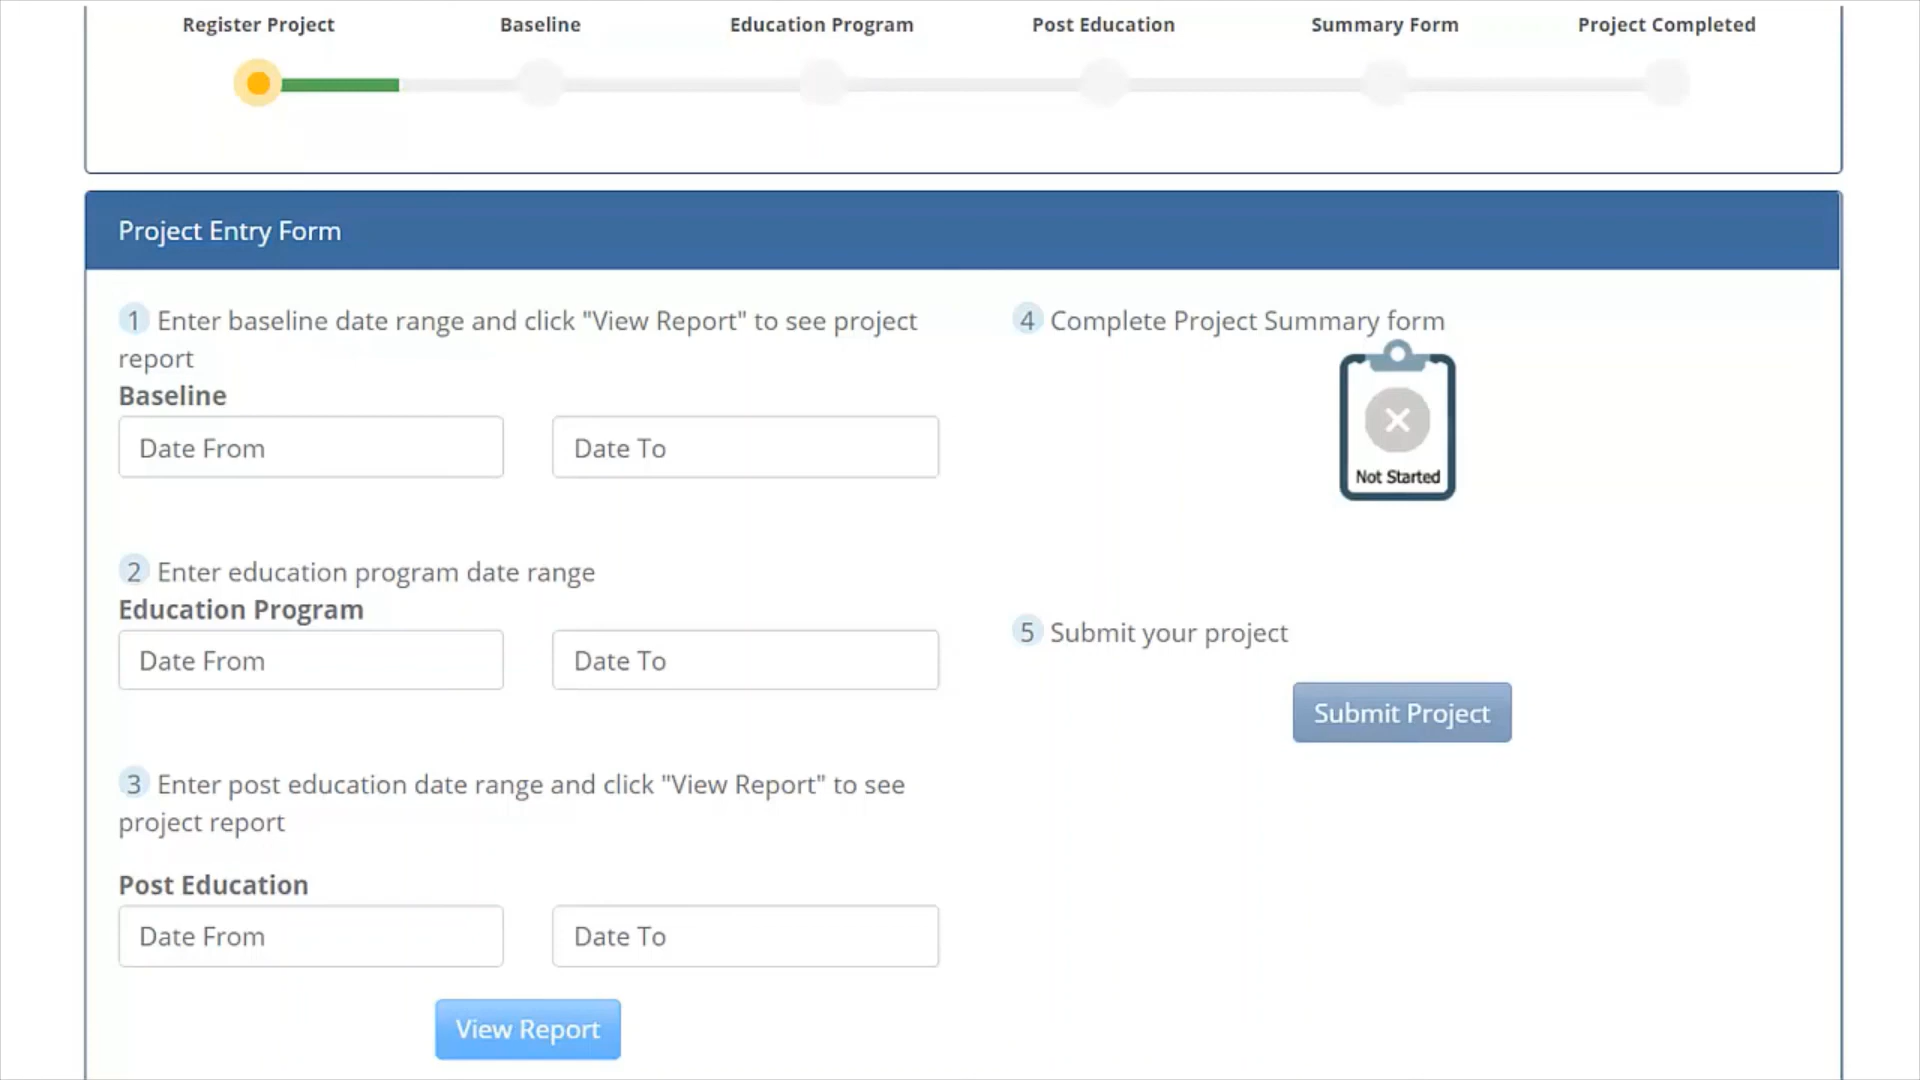 Register Project
Baseline
Education Program
Post Education
Summary Form
Project Completed
Project Entry Form
1 Enter baseline date range and click "View Report" to see project
report
Baseline
Date From
Date To
2 Enter education program date range
Education Program
Date From
Date To
3 Enter post education date range and click "View Report" to see
project report
Post Education
Date From
Date To
View Report
4 Complete Project Summary form
Not Started
5 Submit your project
Submit Project